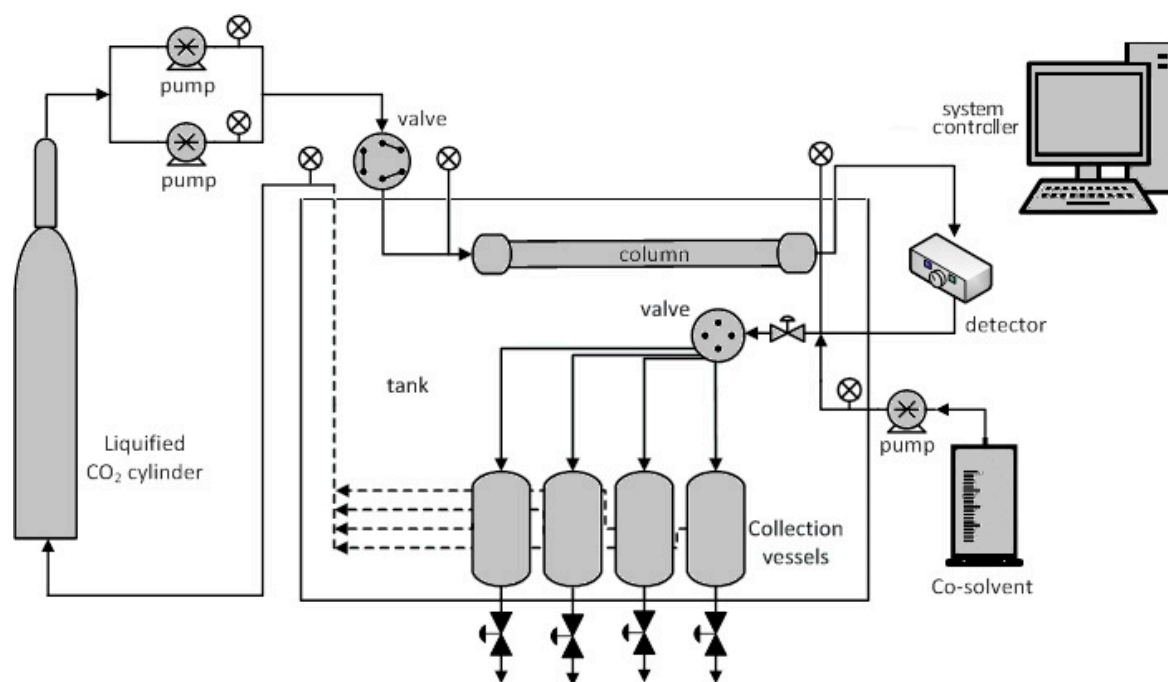 pump
pump
valve
system
controller
column
valve
detector
tank
pump
Liquified
CO₂ cylinder
Collection
vessels
Co-solvent